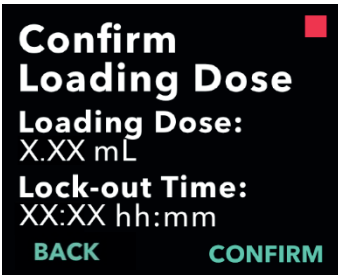 Confirm
Loading Dose
Loading Dose:
X.XX mL
Lock-out Time:
XX:XX hh:mm
BACK CONFIRM